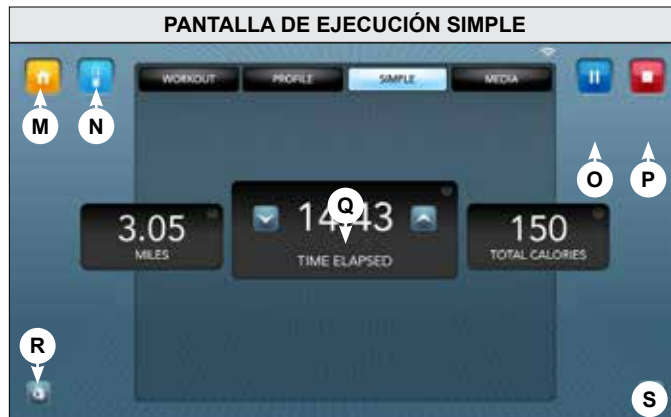 PANTALLA DE EJECUCIÓN SIMPLE
WORKOUT PROFILE SIMPLE MEDIA
M N O P
3.05
MILES
Q
TIME ELAPSED
150
TOTAL CALORIES
R
S